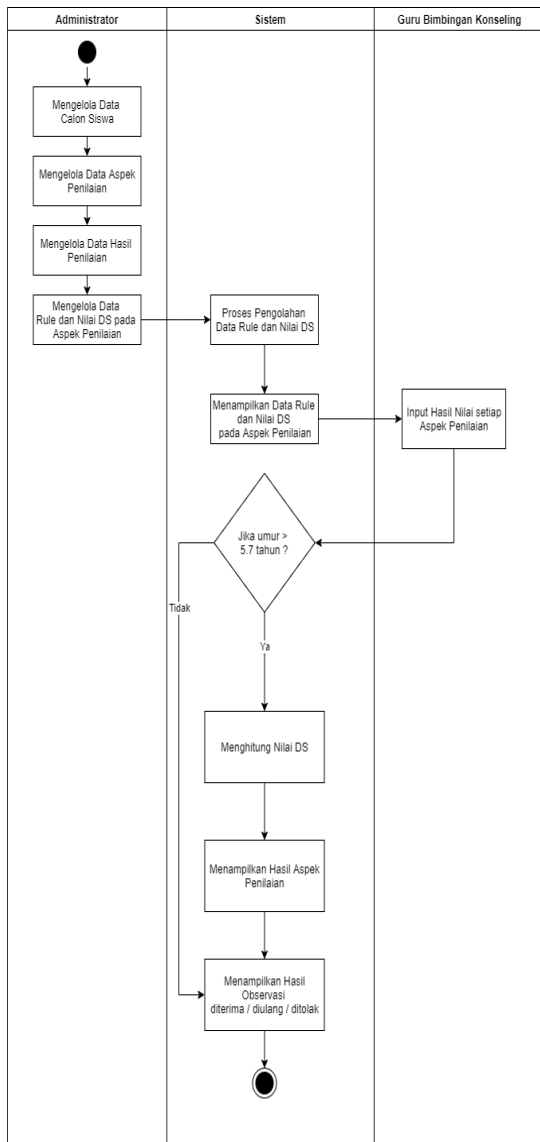 Administrator
Sistem
Guru Bimbingan Konseling
Mengelola Data
Calon Siswa
Mengelola Data Aspek
Penilaian
Mengelola Data Hasil
Penilaian
Mengelola Data
Rule dan Nilai DS pada
Aspek Penilaian
Proses Pengolahan
Data Rule dan Nilai DS
Menampilkan Data Rule
dan Nilai DS
pada Aspek Penilaian
Input Hasil Nilai setiap
Aspek Penilaian
Jika umur >
5.7 tahun ?
Tidak
Ya
Menghitung Nilai DS
Menampilkan Hasil Aspek
Penilaian
Menampilkan Hasil
Observasi
diterima / diulang / ditolak